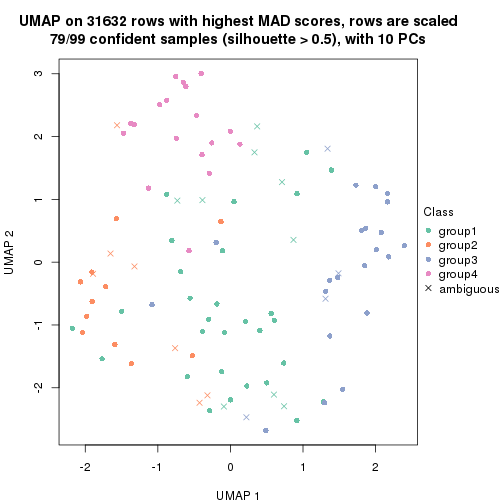 UMAP on 31632 rows with highest MAD scores, rows are scaled
79/99 confident samples (silhouette > 0.5), with 10 PCs
3
2
1
0
-1
-2
UMAP 2
-2
-1
0
1
2
UMAP 1
Class
group1
group2
group3
group4
ambiguous